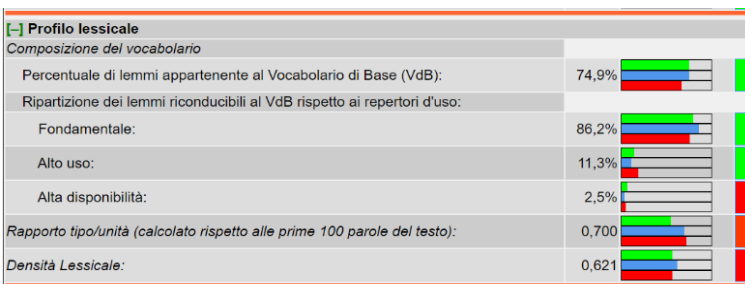 [–] Profilo lessicale
Composizione del vocabolario
Percentuale di lemmi appartenente al Vocabolario di Base (VdB): 74,9%
Ripartizione dei lemmi riconducibili al VdB rispetto ai repertori d'uso:
Fondamentale: 86,2%
Alto uso: 11,3%
Alta disponibilità: 2,5%
Rapporto tipo/unità (calcolato rispetto alle prime 100 parole del testo): 0,700
Densità Lessicale: 0,621